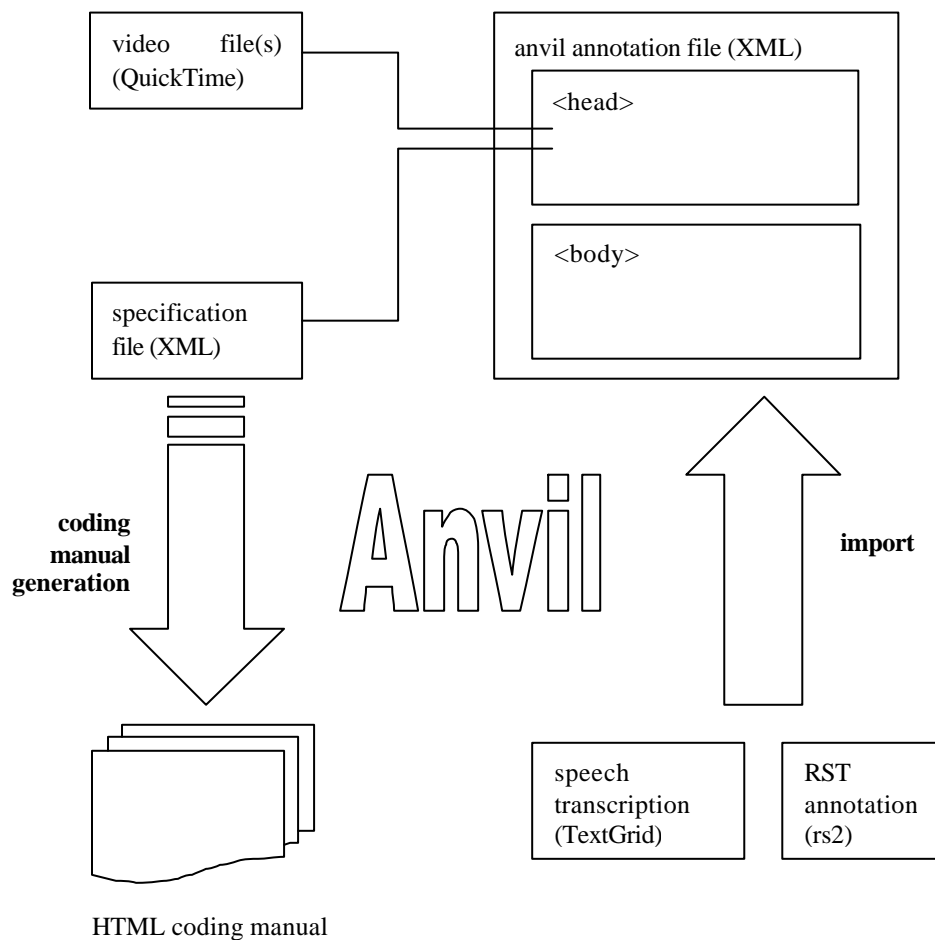 video file(s)
(QuickTime)
anvil annotation file (XML)
<head>
<body>
specification
file (XML)
coding
manual
generation
Anvil
import
speech
transcription
(TextGrid)
RST
annotation
(rs2)
HTML coding manual